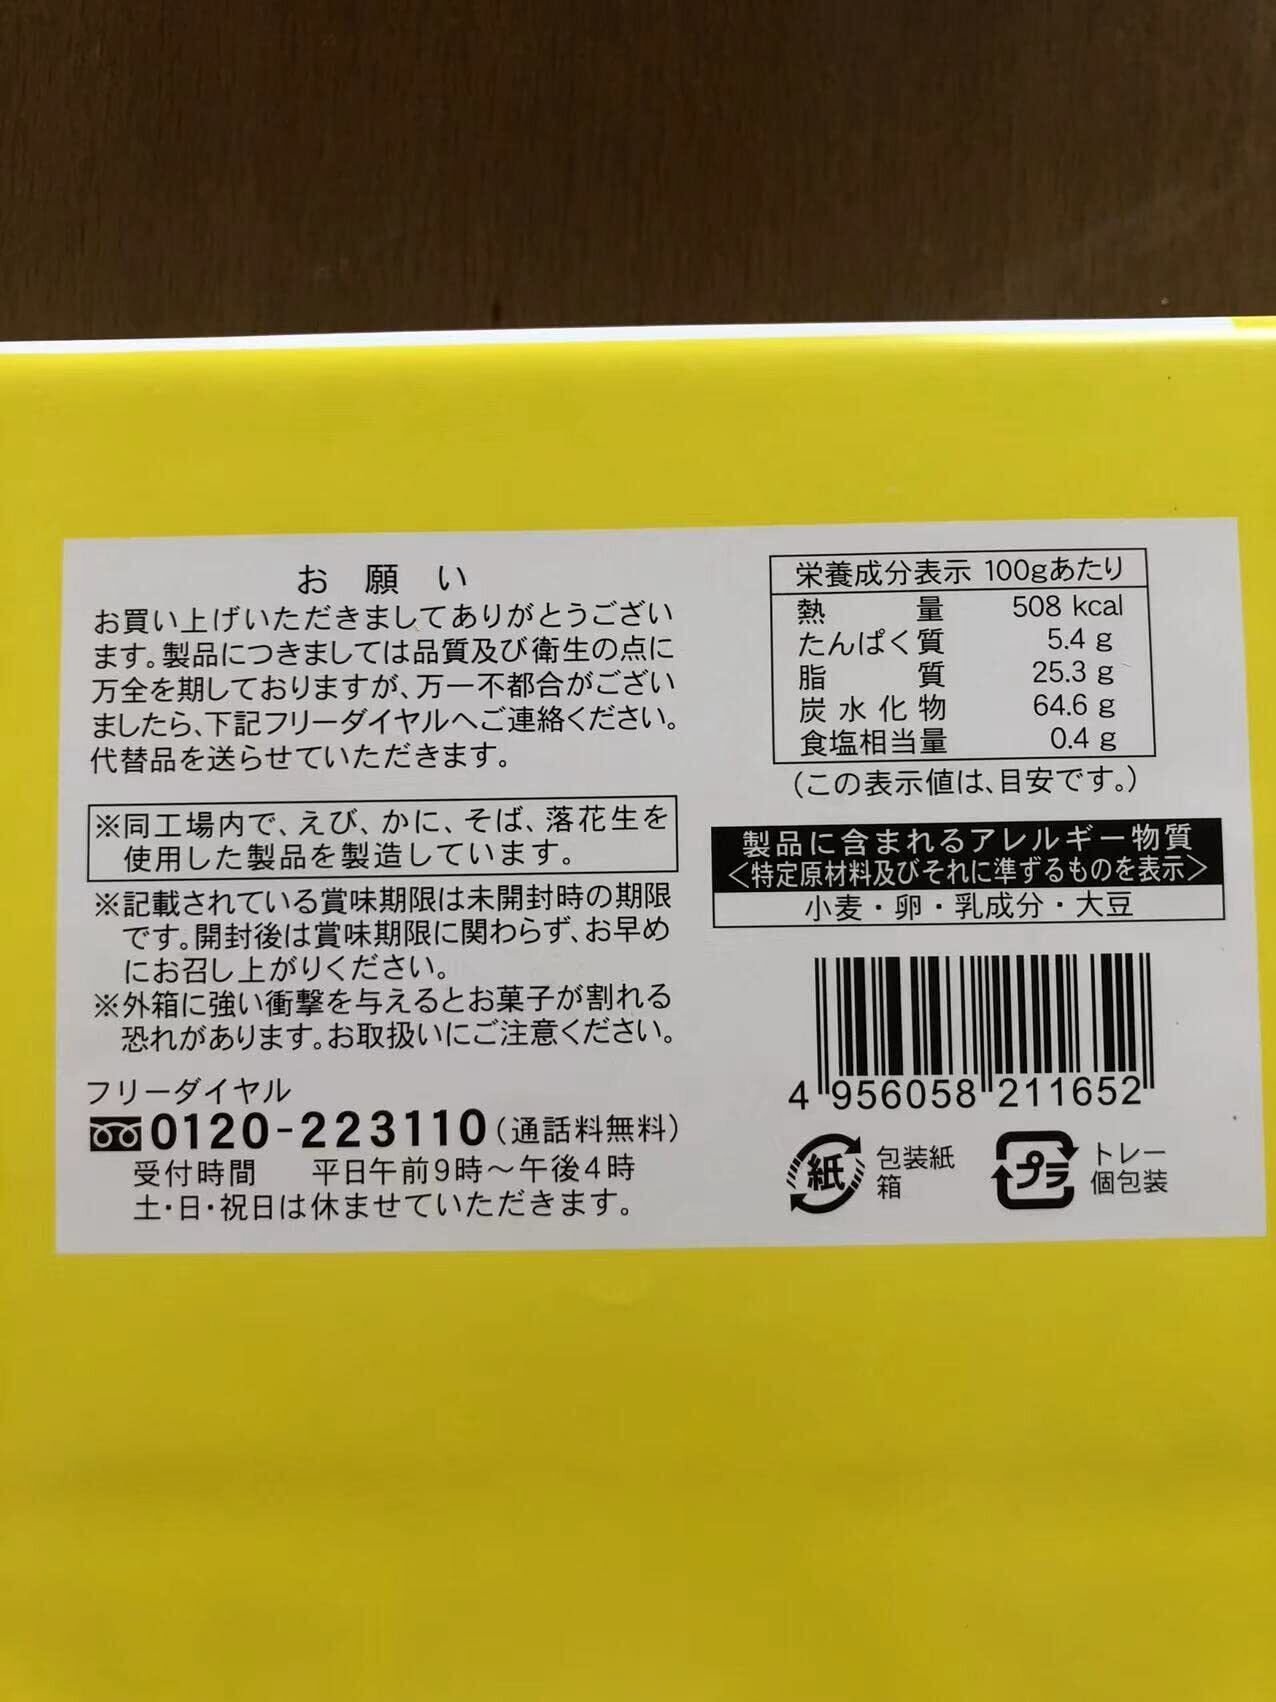 お願い
お買い上げいただきましてありがとうござい
ます。製品につきましては品質及び衛生の点に
万全を期しておりますが、万一不都合がござい
ましたら、下記フリーダイヤルへご連絡ください。
代替品を送らせていただきます。
※同工場内で、えび、かに、そば、落花生を
使用した製品を製造しています。
※記載されている賞味期限は未開封時の期限
です。開封後は賞味期限に関わらず、お早め
にお召し上がりください。
※外箱に強い衝撃を与えるとお菓子が割れる
恐れがあります。お取扱いにご注意ください。
フリーダイヤル
0120-223110(通話料無料)
受付時間 平日午前9時～午後4時
土・日・祝日は休ませていただきます。
栄養成分表示 100gあたり
熱量 508 kcal
たんぱく質 5.4 g
脂質 25.3 g
炭水化物 64.6 g
食塩相当量 0.4 g
(この表示値は、目安です。)
製品に含まれるアレルギー物質
<特定原材料及びそれに準ずるものを表示>
小麦・卵・乳成分・大豆
4 956058 211652
紙 包装紙
箱
プラ トレー
個包装